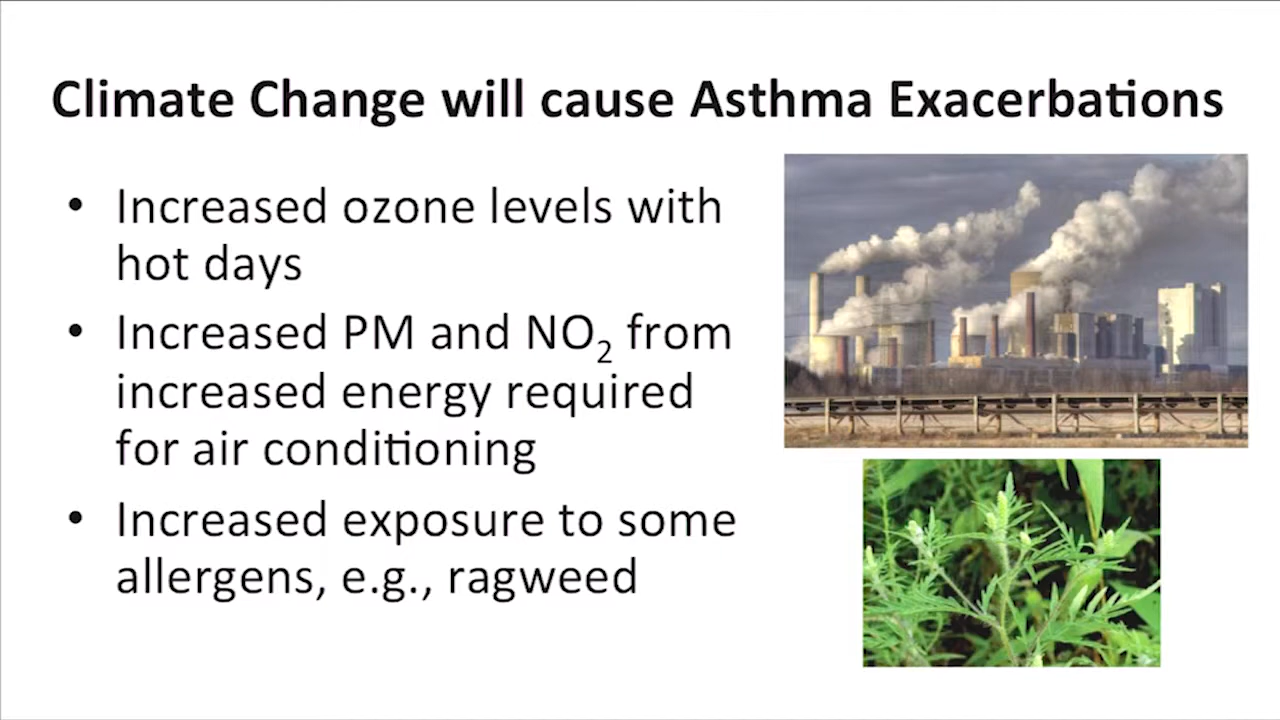 Climate Change will cause Asthma Exacerbations
• Increased ozone levels with
hot days
• Increased PM and NO₂ from
increased energy required
for air conditioning
• Increased exposure to some
allergens, e.g., ragweed